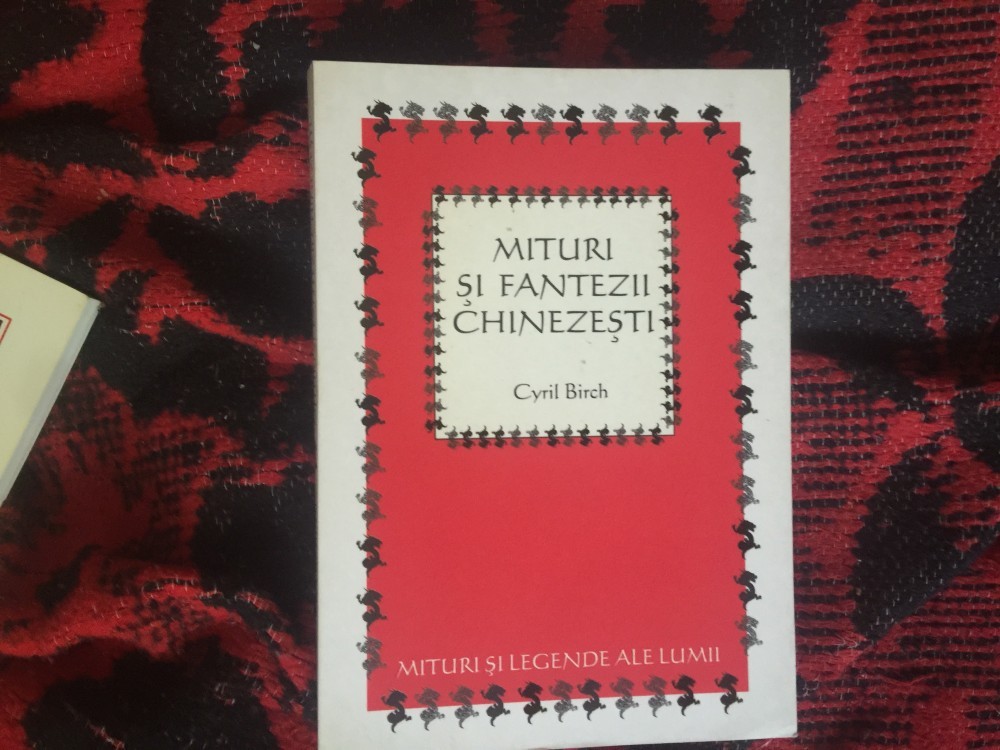 MITURI
ȘI FANTEZII
CHINEZEȘTI
Cyril Birch
MITURI ȘI LEGENDE ALE LUMII